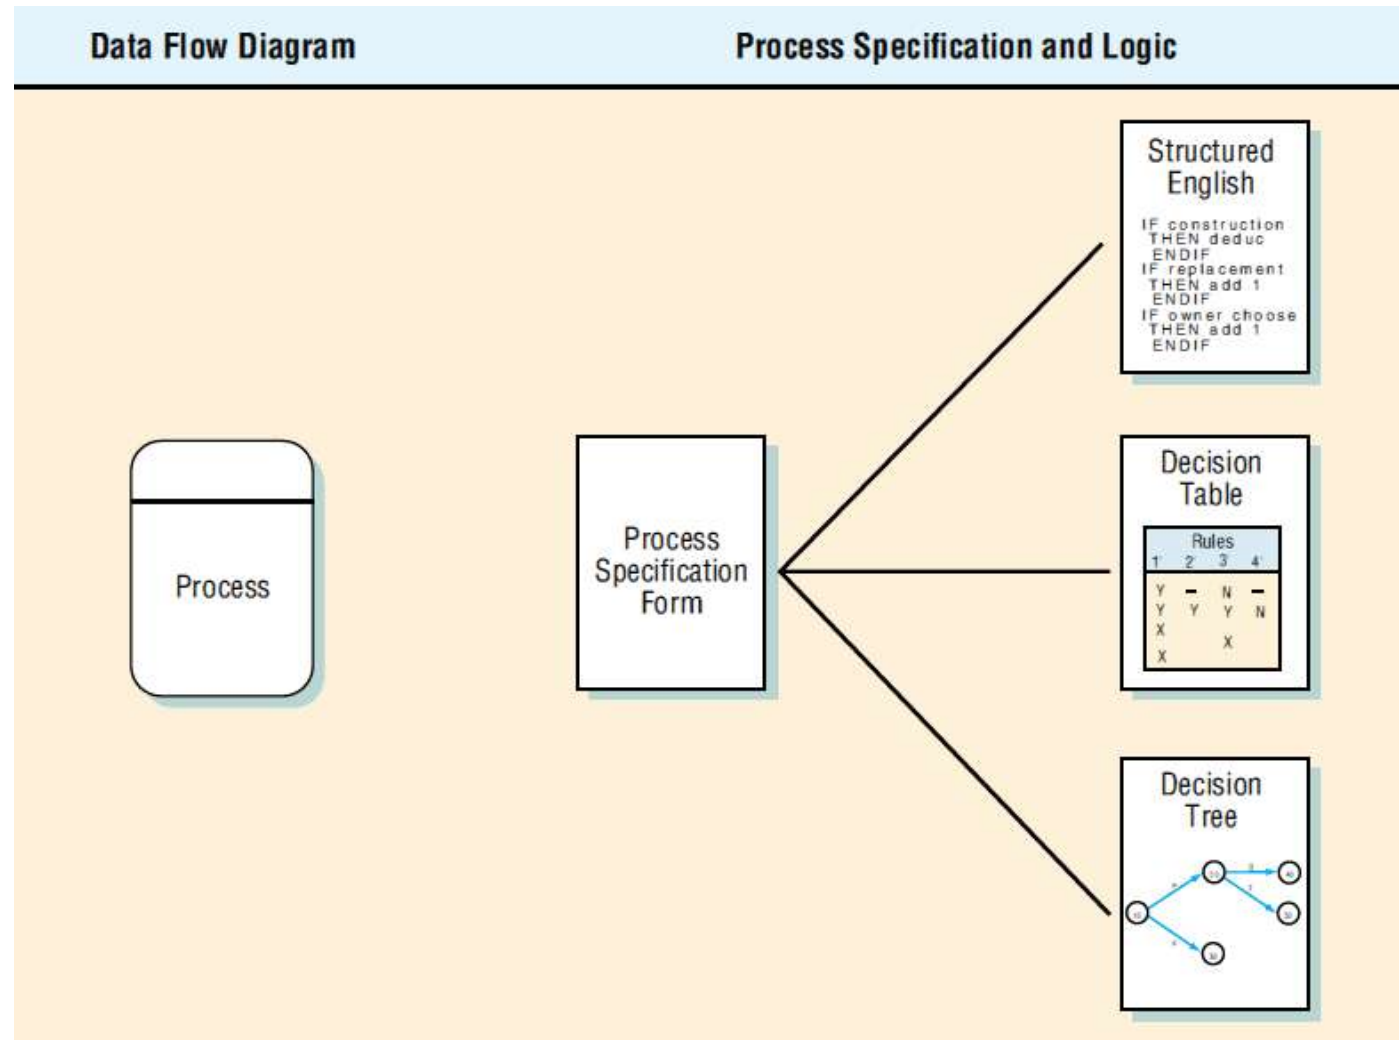 Data Flow Diagram
Process Specification and Logic
Process
Process
Specification
Form
Structured
English
IF construction
THEN deduc
ENDIF
IF replacement
THEN add 1
ENDIF
IF owner choose
THEN add 1
ENDIF
Decision
Table
Rules
1' 2' 3' 4'
Y – N –
Y Y Y N
X
X
X
Decision
Tree